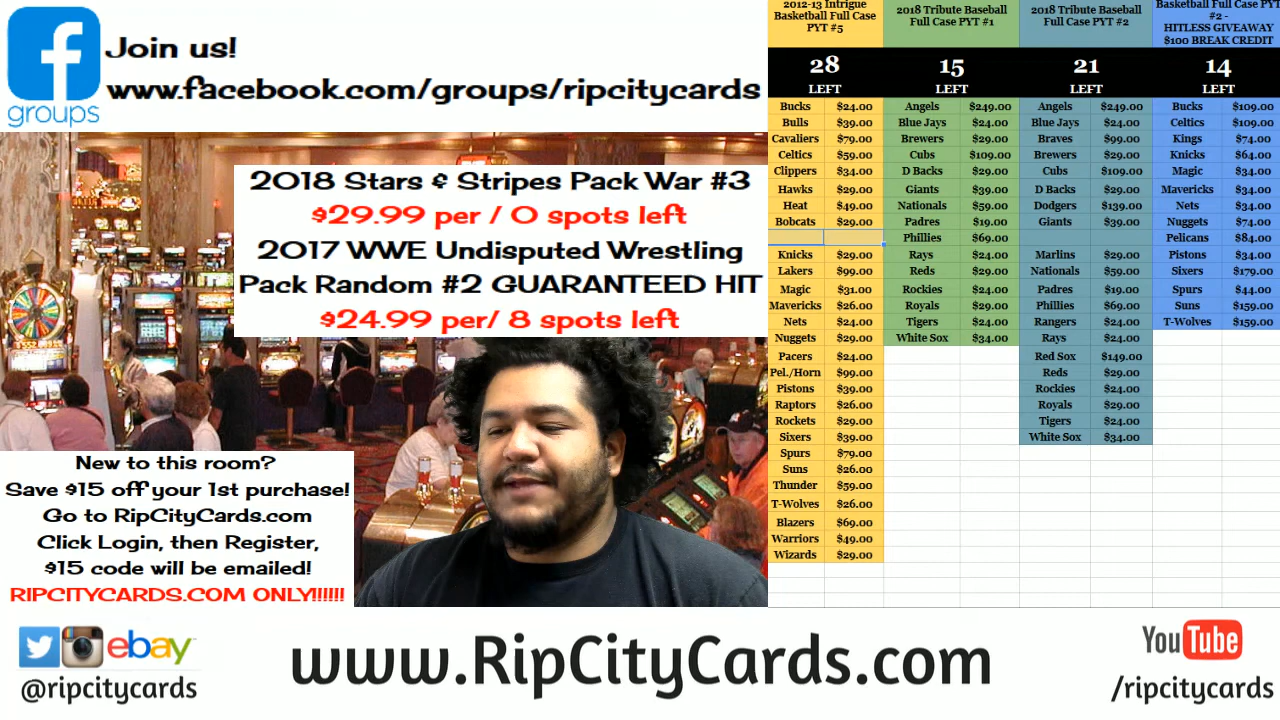 Join us!
www.facebook.com/groups/ripcitycards
groups
2018 Stars & Stripes Pack War #3
$29.99 per / 0 spots left
2017 WWE Undisputed Wrestling
Pack Random #2 GUARANTEED HIT
$24.99 per/ 8 spots left
New to this room?
Save $15 off your 1st purchase!
Go to RipCityCards.com
Click Login, then Register,
$15 code will be emailed!
RIPCITYCARDS.COM ONLY!!!!!!
2012-13 Intrigue
Basketball Full Case
PYT #5
28
LEFT
Bucks $24.00
Bulls $39.00
Cavaliers $79.00
Celtics $59.00
Clippers $34.00
Hawks $29.00
Heat $49.00
Bobcats $29.00
Knicks $29.00
Lakers $99.00
Magic $31.00
Mavericks $26.00
Nets $24.00
Nuggets $29.00
Pacers $24.00
Pel./Horn $99.00
Pistons $39.00
Raptors $26.00
Rockets $29.00
Sixers $39.00
Spurs $79.00
Suns $26.00
Thunder $59.00
T-Wolves $26.00
Blazers $69.00
Warriors $49.00
Wizards $29.00
2018 Tribute Baseball
Full Case PYT #1
15
LEFT
Angels $249.00
Blue Jays $24.00
Brewers $29.00
Cubs $109.00
D Backs $29.00
Giants $39.00
Nationals $59.00
Padres $19.00
Phillies $69.00
Rays $24.00
Reds $29.00
Rockies $24.00
Royals $29.00
Tigers $24.00
White Sox $34.00
2018 Tribute Baseball
Full Case PYT #2
21
LEFT
Angels $249.00
Blue Jays $24.00
Braves $99.00
Brewers $29.00
Cubs $109.00
D Backs $29.00
Dodgers $139.00
Giants $39.00
Marlins $29.00
Nationals $59.00
Padres $19.00
Phillies $69.00
Rangers $24.00
Rays $24.00
Red Sox $149.00
Reds $29.00
Rockies $24.00
Royals $29.00
Tigers $24.00
White Sox $34.00
Basketball Full Case PYT
#2 -
HITLESS GIVEAWAY
$100 BREAK CREDIT
14
LEFT
Bucks $109.00
Celtics $109.00
Kings $74.00
Knicks $64.00
Magic $34.00
Mavericks $34.00
Nets $34.00
Nuggets $74.00
Pelicans $84.00
Pistons $34.00
Sixers $179.00
Spurs $44.00
Suns $159.00
T-Wolves $159.00
ebay
@ripcitycards
www.RipCityCards.com
YouTube
/ripcitycards